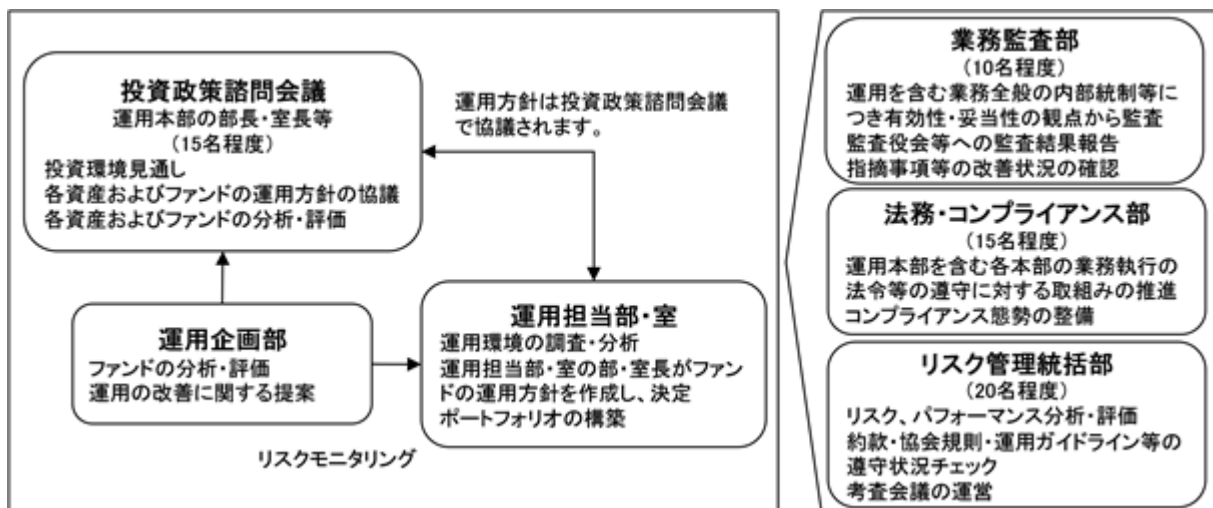 投資政策諮問会議
運用本部の部長・室長等
(15名程度)
投資環境見通し
各資産およびファンドの運用方針の協議
各資産およびファンドの分析・評価
運用方針は投資政策諮問会議
で協議されます。
運用企画部
ファンドの分析・評価
運用の改善に関する提案
運用担当部・室
運用環境の調査・分析
運用担当部・室の部・室長がファン
ドの運用方針を作成し、決定
ポートフォリオの構築
リスクモニタリング
業務監査部
(10名程度)
運用を含む業務全般の内部統制等に
つき有効性・妥当性の観点から監査
監査役会等への監査結果報告
指摘事項等の改善状況の確認
法務・コンプライアンス部
(15名程度)
運用本部を含む各本部の業務執行の
法令等の遵守に対する取組みの推進
コンプライアンス態勢の整備
リスク管理統括部
(20名程度)
リスク、パフォーマンス分析・評価
約款・協会規則・運用ガイドライン等の
遵守状況チェック
考査会議の運営